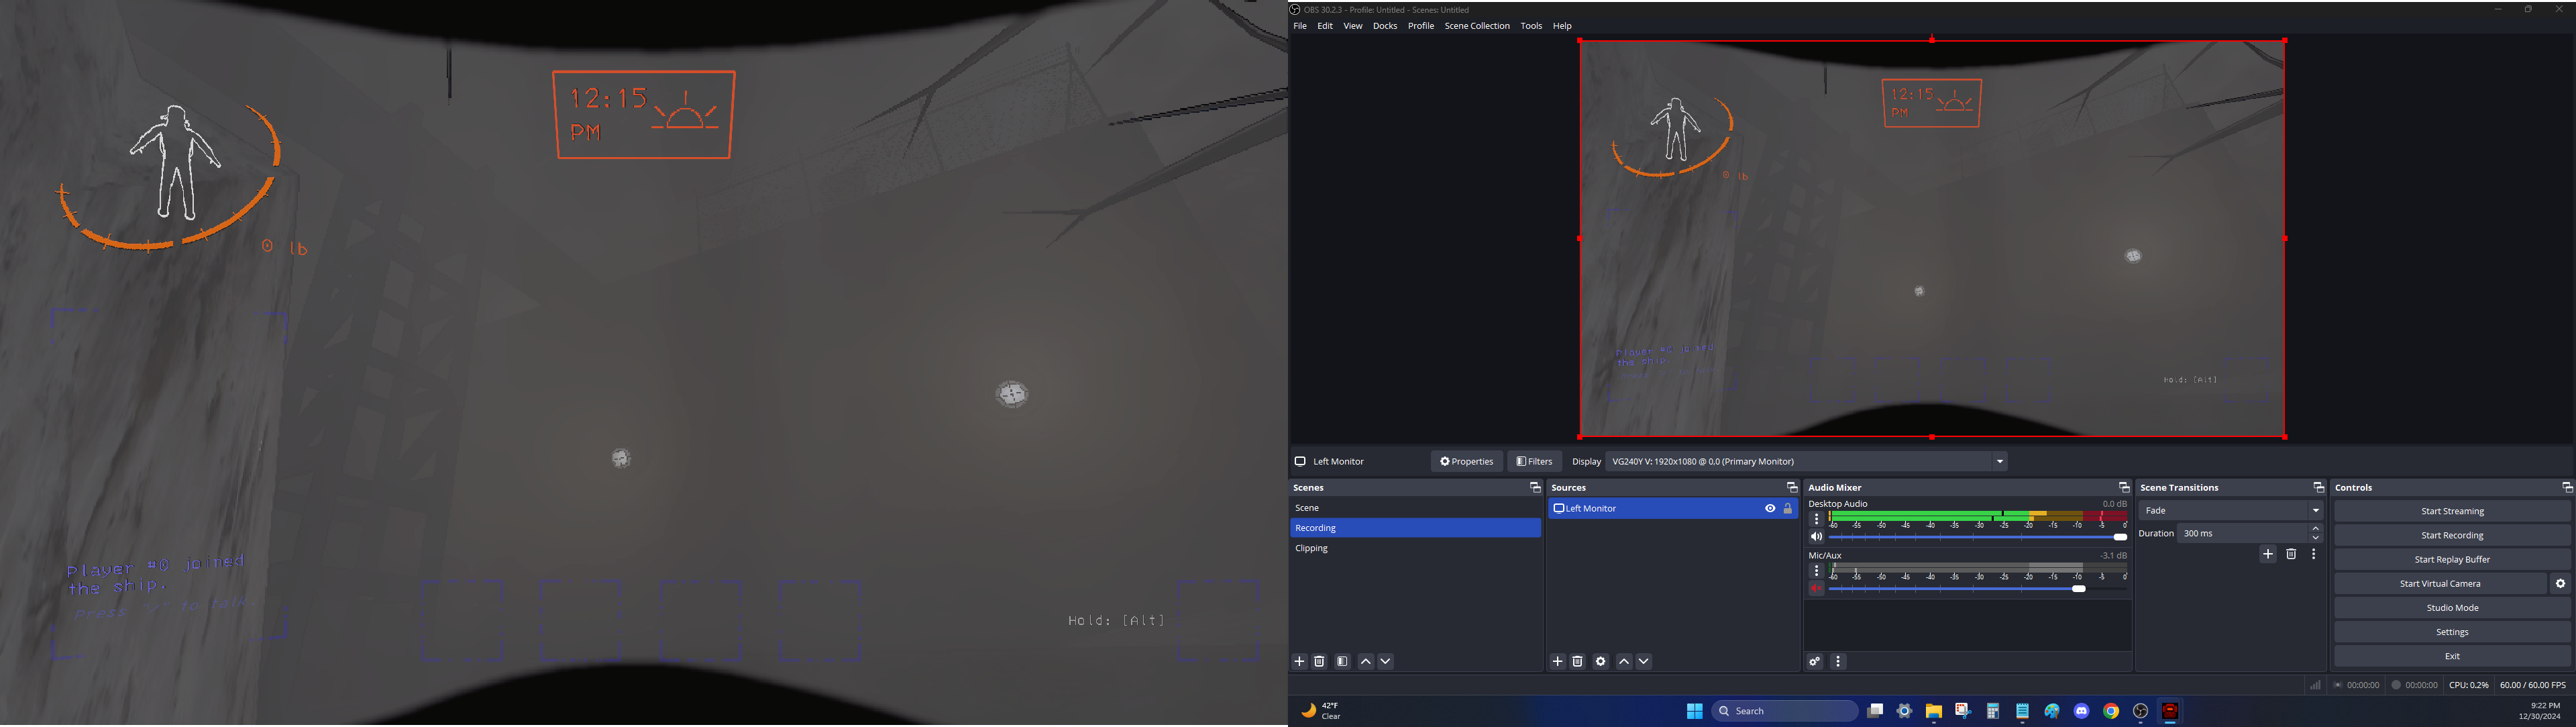 12:15
PM
0 lb
Player #0 joined
the ship.
Press "/" to talk.
Hold: [Alt]
OBS 30.2.3 - Profile: Untitled - Scenes: Untitled
File Edit View Docks Profile Scene Collection Tools Help
12:15
PM
0 lb
Player #0 joined
the ship.
Hold: [Alt]
Left Monitor Properties Filters Display VG240Y V: 1920x1080 @ 0,0 (Primary Monitor)
Scenes
Scene
Recording
Clipping
Sources
Left Monitor
Audio Mixer
Desktop Audio 0.0 dB
-60 -55 -50 -45 -40 -35 -30 -25 -20 -15 -10 -5 0
Mic/Aux -3.1 dB
-60 -55 -50 -45 -40 -35 -30 -25 -20 -15 -10 -5 0
Scene Transitions
Fade
Duration 300 ms
Controls
Start Streaming
Start Recording
Start Replay Buffer
Start Virtual Camera
Studio Mode
Settings
Exit
00:00:00 00:00:00 CPU: 0.2% 60.00 / 60.00 FPS
42°F
Clear
Search
9:22 PM
12/30/2024